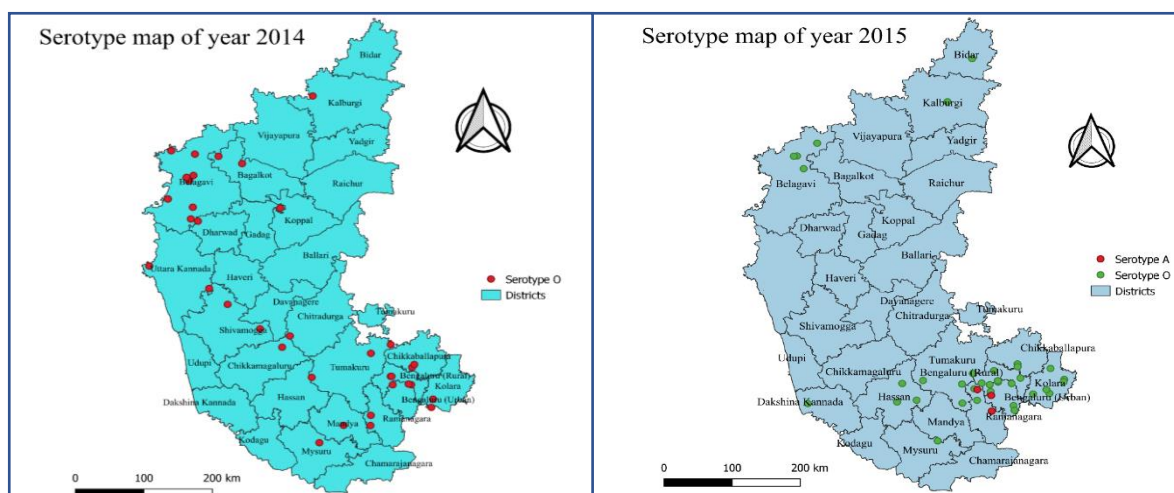 Serotype map of year 2014
Bidar
Kalburgi
Vijayapura
Yadgir
Bagalkot
Belagavi
Raichur
Koppal
Dharwad
Gadag
Uttara Kannada
Ballari
Haveri
Serotype O
Districts
Davanagere
Chitradurga
Tumakuru
Shivamogga
Udupi
Chikkamagaluru
Tumakuru
Chikkaballapura
Bengaluru (Rural)
Kolara
Dakshina Kannada
Hassan
Bengaluru (Urban)
Mandya
Ramanagara
Kodagu
Mysuru
Chamarajanagara
0 100 200 km
Serotype map of year 2015
Bidar
Kalburgi
Vijayapura
Yadgir
Bagalkot
Belagavi
Raichur
Koppal
Dharwad
Gadag
Ballari
Haveri
Serotype A
Serotype O
Districts
Davanagere
Chitradurga
Tumakuru
Shivamogga
Udupi
Chikkamagaluru
Tumakuru
Chikkaballapura
Bengaluru (Rural)
Kolara
Dakshina Kannada
Hassan
Bengaluru (Urban)
Ramanagara
Mandya
Kodagu
Mysuru
Chamarajanagara
0 100 200 km